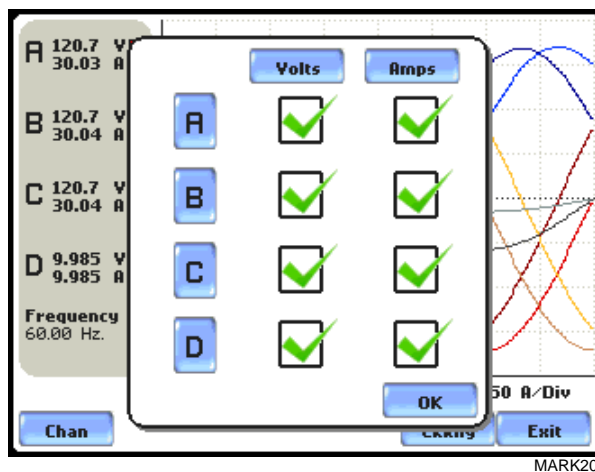 A 120.7 V
30.03 A
Volts
Amps
A
B 120.7 V
30.04 A
B
C 120.7 V
30.04 A
C
D 9.985 V
9.985 A
D
Frequency
60.00 Hz.
50 A/Div
OK
Chan
Exit
MARK20